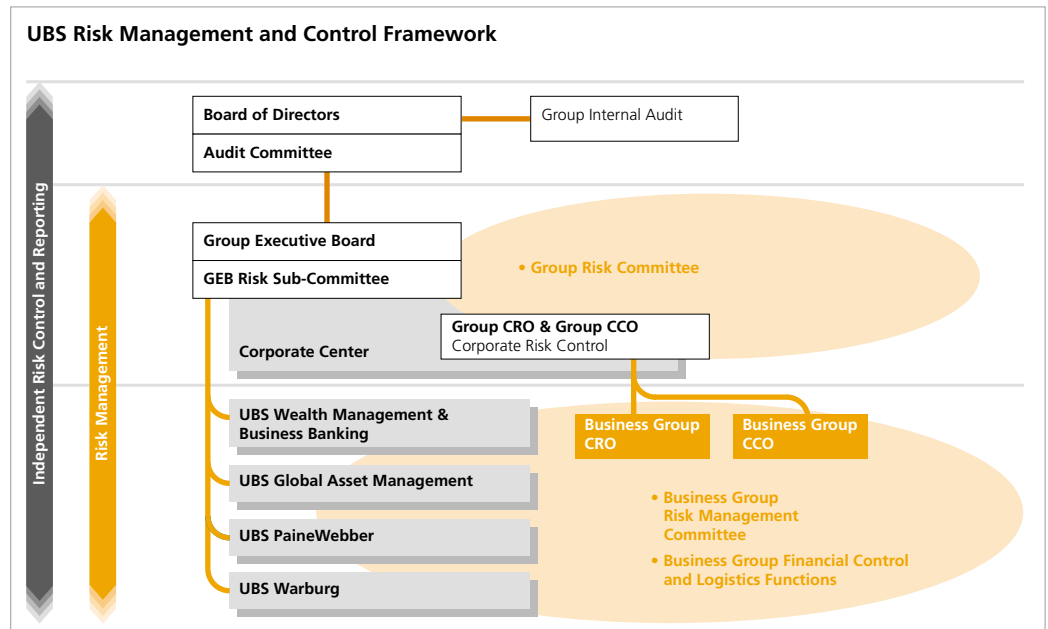 UBS Risk Management and Control Framework
Independent Risk Control and Reporting
Risk Management
Board of Directors
Audit Committee
Group Internal Audit
Group Executive Board
GEB Risk Sub-Committee
• Group Risk Committee
Group CRO & Group CCO
Corporate Risk Control
Corporate Center
UBS Wealth Management &
Business Banking
UBS Global Asset Management
UBS PaineWebber
UBS Warburg
Business Group
CRO
Business Group
CCO
• Business Group
Risk Management
Committee
• Business Group Financial Control
and Logistics Functions